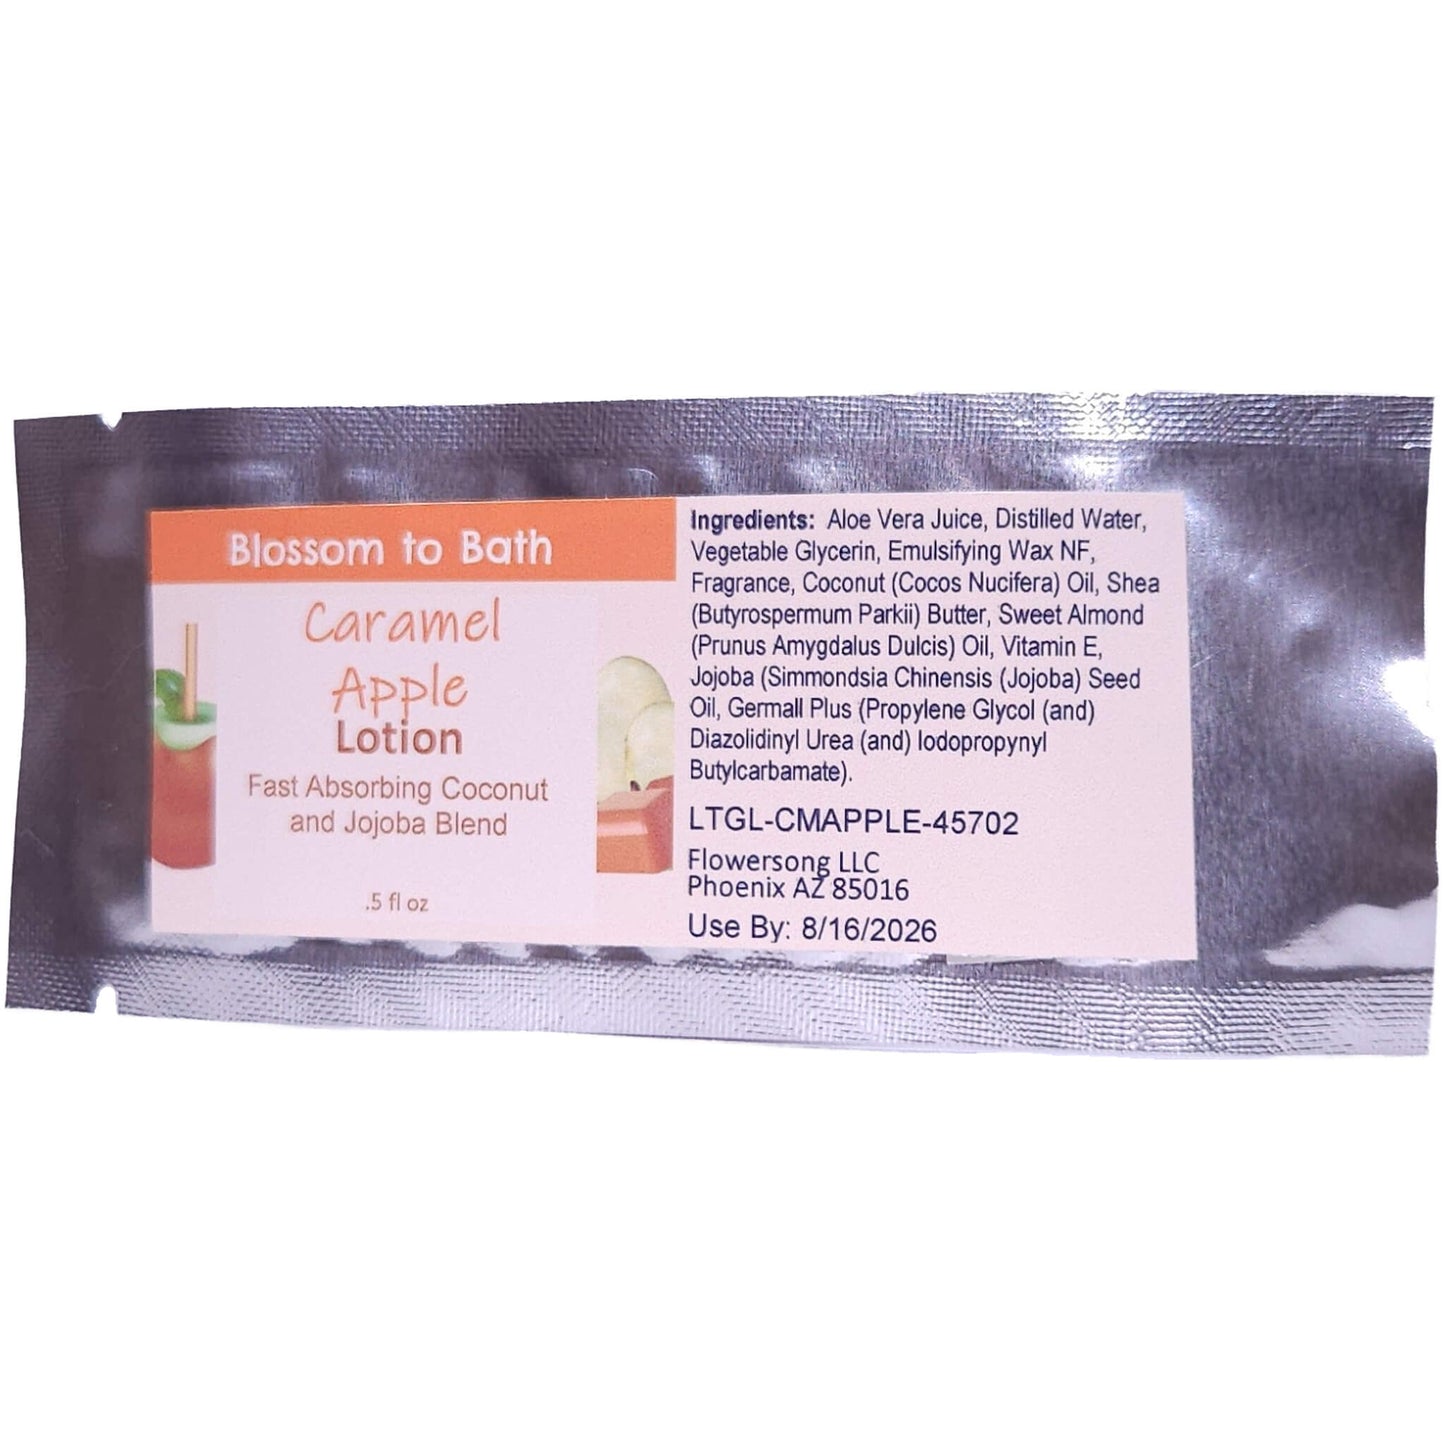 Blossom to Bath
Caramel
Apple
Lotion
Fast Absorbing Coconut
and Jojoba Blend
.5 fl oz
Ingredients: Aloe Vera Juice, Distilled Water,
Vegetable Glycerin, Emulsifying Wax NF,
Fragrance, Coconut (Cocos Nucifera) Oil, Shea
(Butyrospermum Parkii) Butter, Sweet Almond
(Prunus Amygdalus Dulcis) Oil, Vitamin E,
Jojoba (Simmondsia Chinensis (Jojoba) Seed
Oil, Germall Plus (Propylene Glycol (and)
Diazolidinyl Urea (and) Iodopropynyl
Butylcarbamate).
LTGL-CMAPPLE-45702
Flowersong LLC
Phoenix AZ 85016
Use By: 8/16/2026